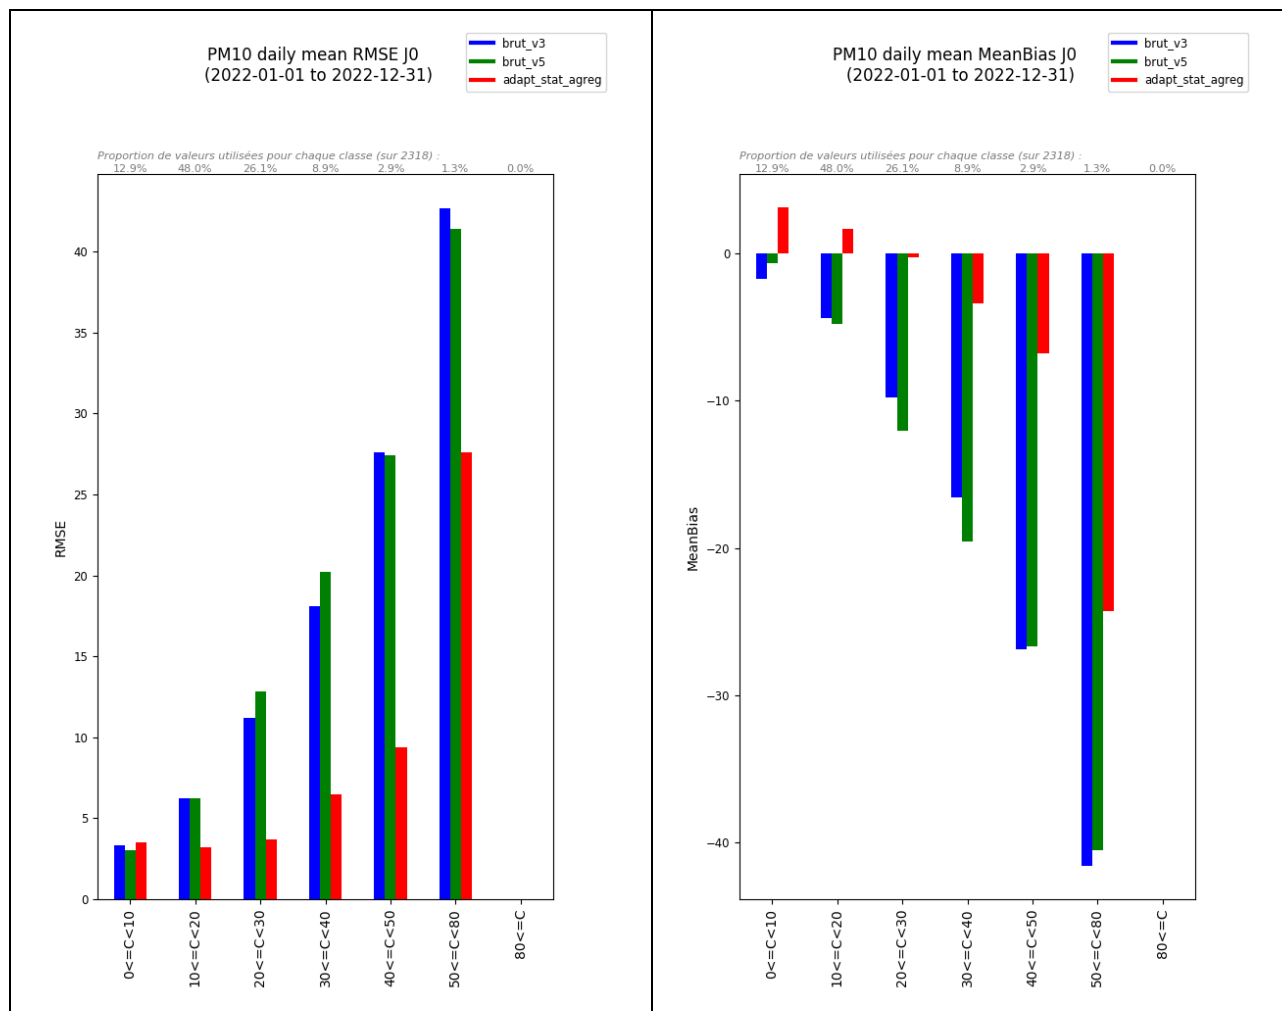 PM10 daily mean RMSE J0
(2022-01-01 to 2022-12-31)
brut_v3
brut_v5
adapt_stat_agreg
Proportion de valeurs utilisées pour chaque classe (sur 2318) :
12.9% 48.0% 26.1% 8.9% 2.9% 1.3% 0.0%
RMSE
40
35
30
25
20
15
10
5
0
0<=C<10
10<=C<20
20<=C<30
30<=C<40
40<=C<50
50<=C<80
80<=C
PM10 daily mean MeanBias J0
(2022-01-01 to 2022-12-31)
brut_v3
brut_v5
adapt_stat_agreg
Proportion de valeurs utilisées pour chaque classe (sur 2318) :
12.9% 48.0% 26.1% 8.9% 2.9% 1.3% 0.0%
MeanBias
0
−10
−20
−30
−40
0<=C<10
10<=C<20
20<=C<30
30<=C<40
40<=C<50
50<=C<80
80<=C